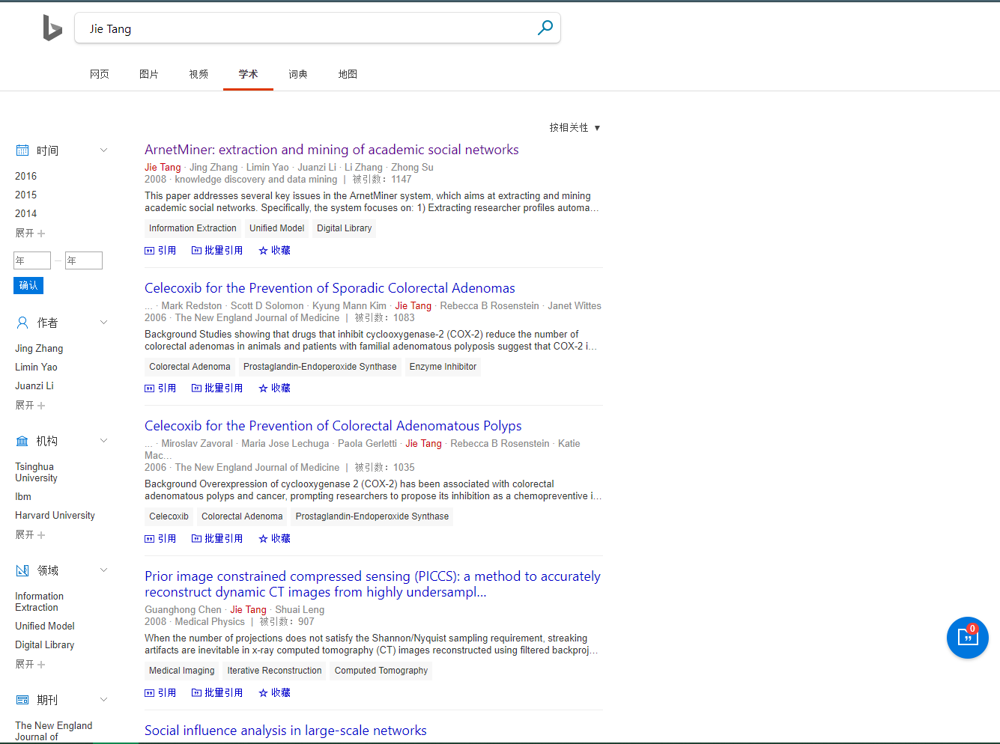 Jie Tang
网页 图片 视频 学术 词典 地图
按相关性 ▼
时间
2016
2015
2014
展开
年 — 年
确认
作者
Jing Zhang
Limin Yao
Juanzi Li
展开
机构
Tsinghua
University
Ibm
Harvard University
展开
领域
Information
Extraction
Unified Model
Digital Library
展开
期刊
The New England
Journal of
ArnetMiner: extraction and mining of academic social networks
Jie Tang · Jing Zhang · Limin Yao · Juanzi Li · Li Zhang · Zhong Su
2008 · knowledge discovery and data mining | 被引数：1147
This paper addresses several key issues in the ArnetMiner system, which aims at extracting and mining
academic social networks. Specifically, the system focuses on: 1) Extracting researcher profiles automa…
Information Extraction Unified Model Digital Library
引用 批量引用 收藏
Celecoxib for the Prevention of Sporadic Colorectal Adenomas
... · Mark Redston · Scott D Solomon · Kyung Mann Kim · Jie Tang · Rebecca B Rosenstein · Janet Wittes
2006 · The New England Journal of Medicine | 被引数：1083
Background Studies showing that drugs that inhibit cyclooxygenase-2 (COX-2) reduce the number of
colorectal adenomas in animals and patients with familial adenomatous polyposis suggest that COX-2 i…
Colorectal Adenoma Prostaglandin-Endoperoxide Synthase Enzyme Inhibitor
引用 批量引用 收藏
Celecoxib for the Prevention of Colorectal Adenomatous Polyps
... · Miroslav Zavoral · Maria Jose Lechuga · Paola Gerletti · Jie Tang · Rebecca B Rosenstein · Katie
Mac...
2006 · The New England Journal of Medicine | 被引数：1035
Background Overexpression of cyclooxygenase 2 (COX-2) has been associated with colorectal
adenomatous polyps and cancer, prompting researchers to propose its inhibition as a chemopreventive i…
Celecoxib Colorectal Adenoma Prostaglandin-Endoperoxide Synthase
引用 批量引用 收藏
Prior image constrained compressed sensing (PICCS): a method to accurately
reconstruct dynamic CT images from highly undersampl...
Guanghong Chen · Jie Tang · Shuai Leng
2008 · Medical Physics | 被引数：907
When the number of projections does not satisfy the Shannon/Nyquist sampling requirement, streaking
artifacts are inevitable in x-ray computed tomography (CT) images reconstructed using filtered backproj…
Medical Imaging Iterative Reconstruction Computed Tomography
引用 批量引用 收藏
Social influence analysis in large-scale networks
0